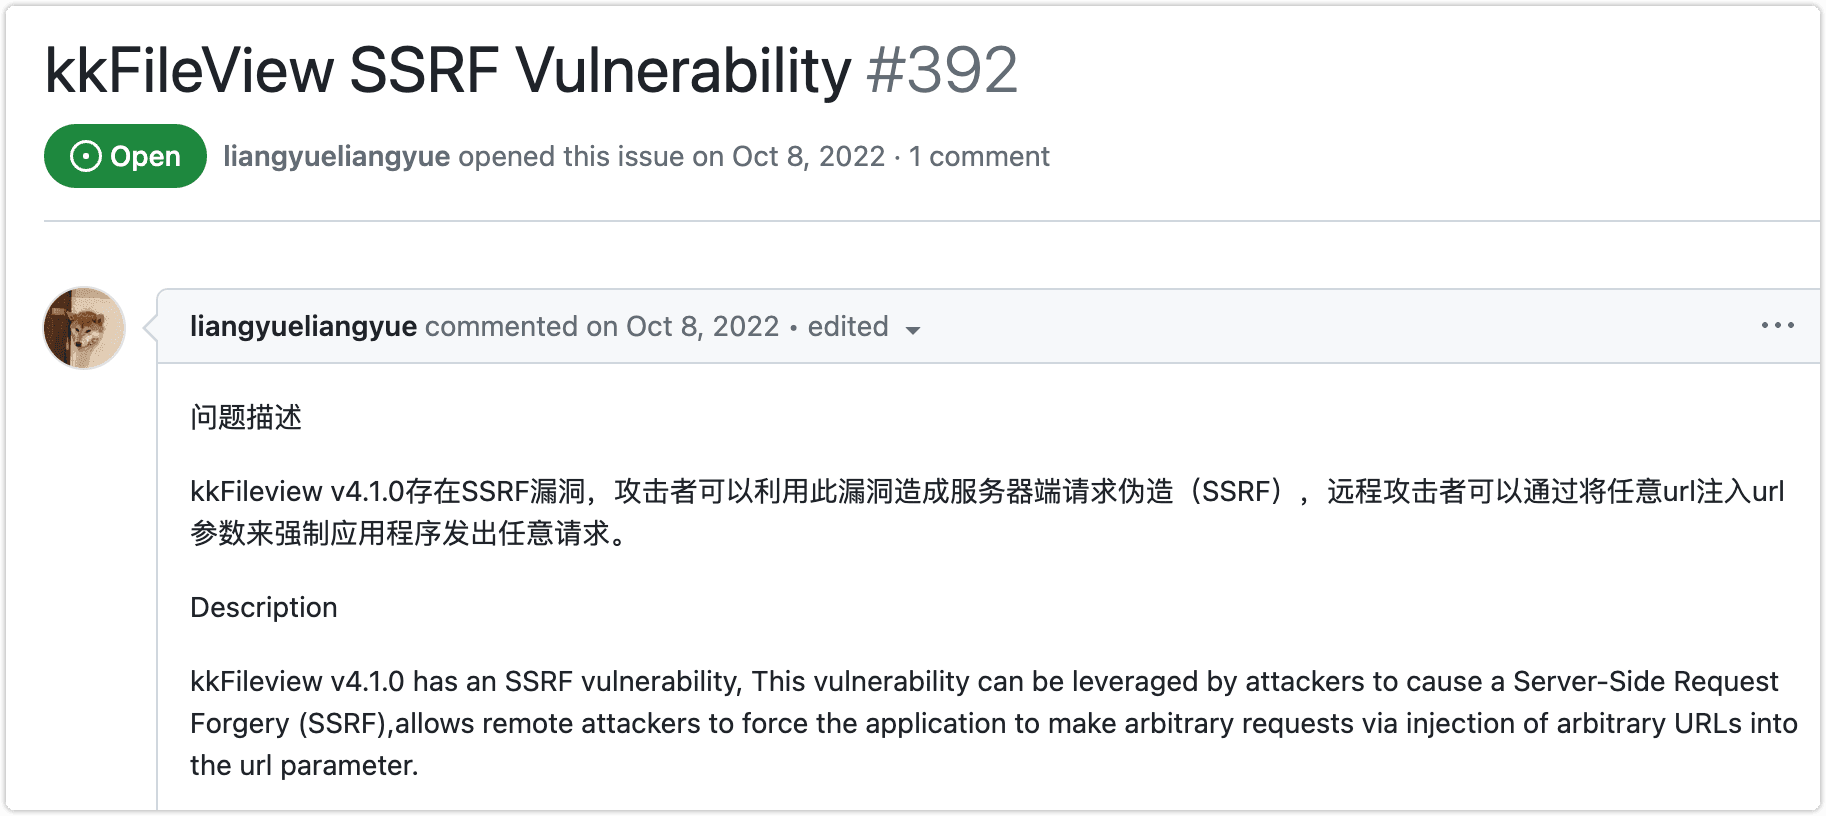 kkFileView SSRF Vulnerability #392
Open liangyueliangyue opened this issue on Oct 8, 2022 · 1 comment
liangyueliangyue commented on Oct 8, 2022 • edited
问题描述
kkFileview v4.1.0存在SSRF漏洞，攻击者可以利用此漏洞造成服务器端请求伪造（SSRF），远程攻击者可以通过将任意url注入url
参数来强制应用程序发出任意请求。
Description
kkFileview v4.1.0 has an SSRF vulnerability, This vulnerability can be leveraged by attackers to cause a Server-Side Request
Forgery (SSRF),allows remote attackers to force the application to make arbitrary requests via injection of arbitrary URLs into
the url parameter.